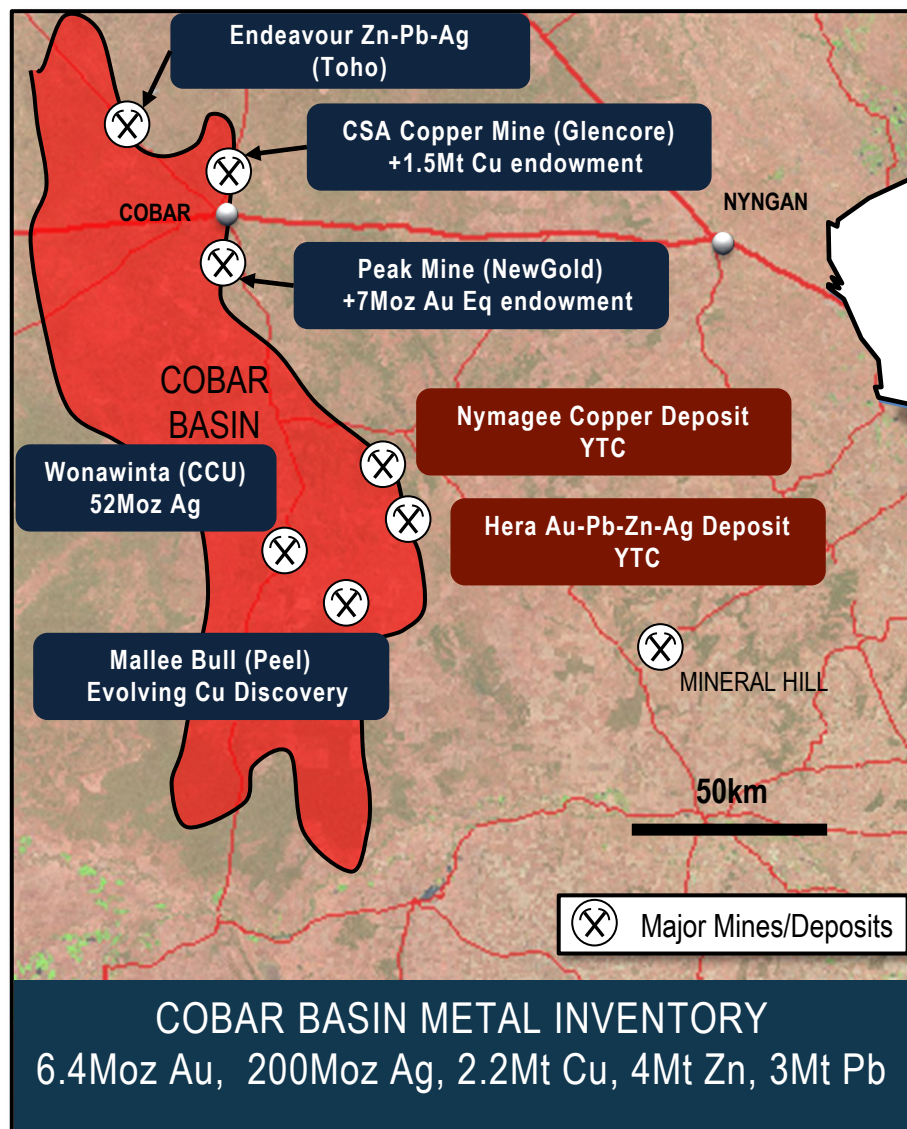 Endeavour Zn-Pb-Ag
(Toho)
CSA Copper Mine (Glencore)
+1.5Mt Cu endowment
COBAR
NYNGAN
Peak Mine (NewGold)
+7Moz Au Eq endowment
COBAR
BASIN
Nymagee Copper Deposit
YTC
Wonawinta (CCU)
52Moz Ag
Hera Au-Pb-Zn-Ag Deposit
YTC
Mallee Bull (Peel)
Evolving Cu Discovery
MINERAL HILL
50km
Major Mines/Deposits
COBAR BASIN METAL INVENTORY
6.4Moz Au, 200Moz Ag, 2.2Mt Cu, 4Mt Zn, 3Mt Pb